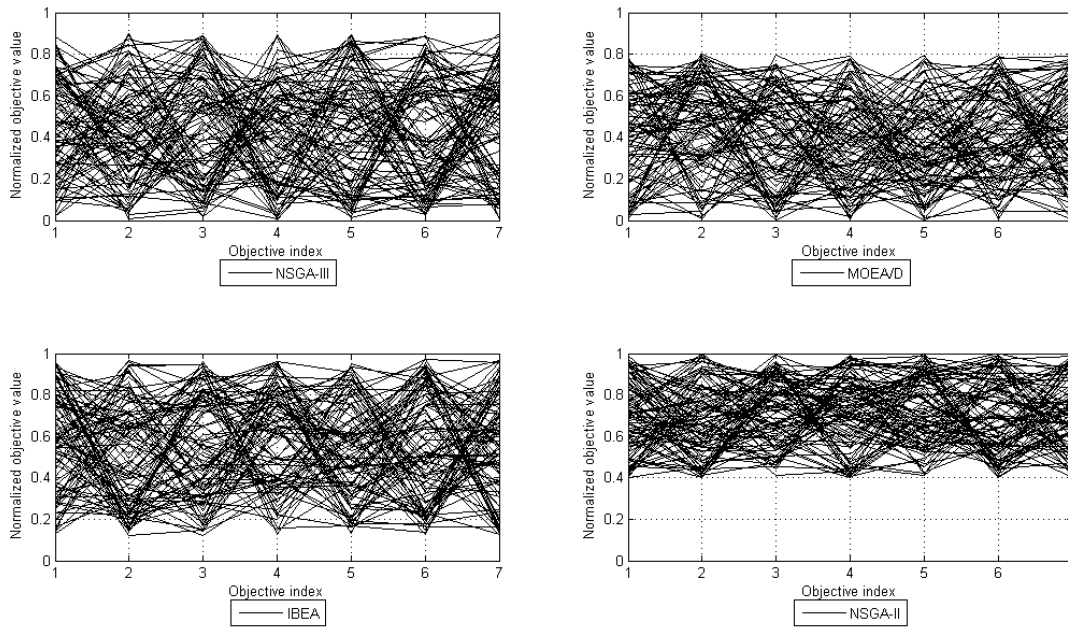 1
0.8
0.6
0.4
0.2
0
Normalized objective value
1 2 3 4 5 6 7
Objective index
NSGA-III
1
0.8
0.6
0.4
0.2
0
Normalized objective value
1 2 3 4 5 6
Objective index
MOEA/D
1
0.8
0.6
0.4
0.2
0
Normalized objective value
1 2 3 4 5 6 7
Objective index
IBEA
1
0.8
0.6
0.4
0.2
0
Normalized objective value
1 2 3 4 5 6
Objective index
NSGA-II